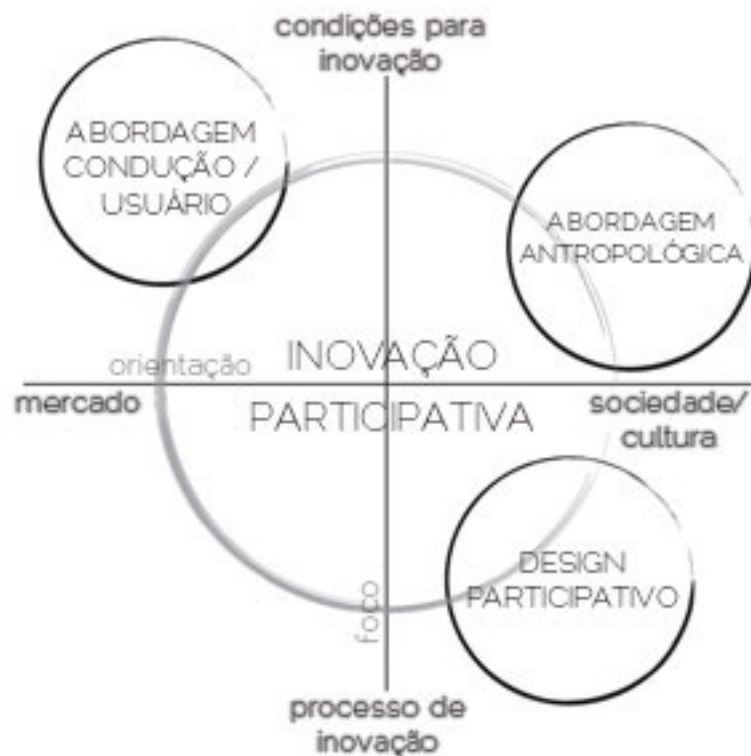 condições para
inovação
ABORDAGEM
CONDUÇÃO /
USUÁRIO
ABORDAGEM
ANTROPOLÓGICA
orientação
INOVAÇÃO
mercado
PARTICIPATIVA
sociedade/
cultura
DESIGN
PARTICIPATIVO
foco
processo de
inovação